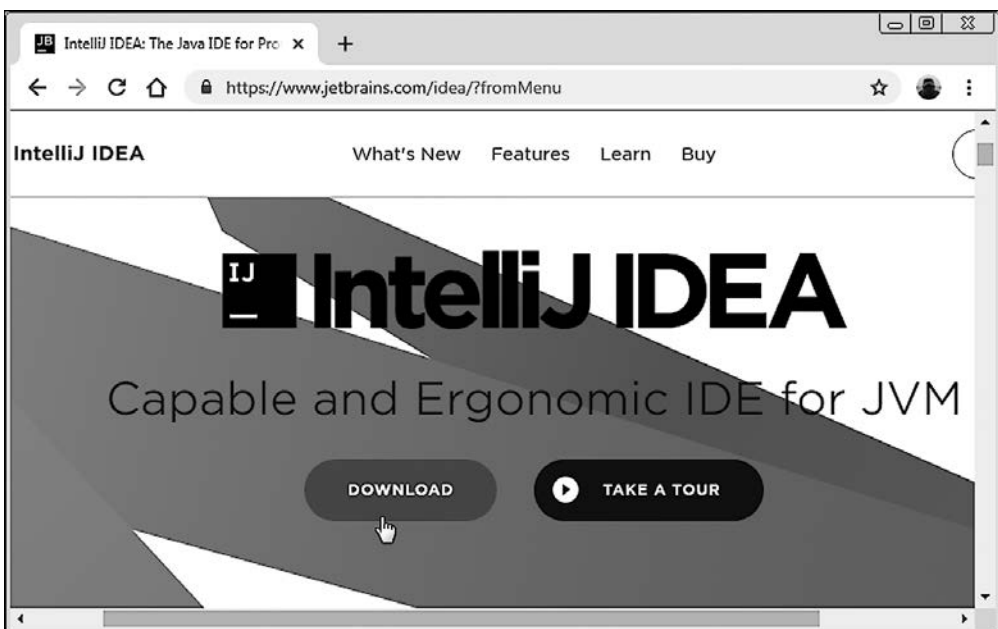 JB IntelliJ IDEA: The Java IDE for Pro
https://www.jetbrains.com/idea/?fromMenu
IntelliJ IDEA What's New Features Learn Buy
IJ IntelliJ IDEA
Capable and Ergonomic IDE for JVM
DOWNLOAD TAKE A TOUR